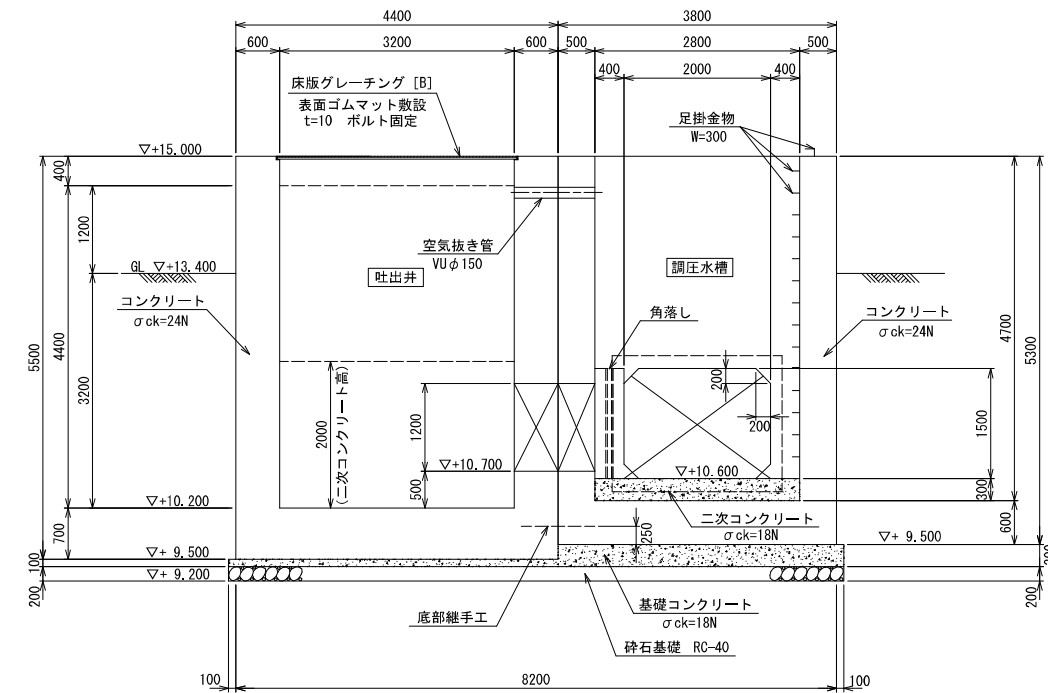 4400
3800
600
3200
600
500
2800
500
400
2000
400
床版グレーチング [B]
表面ゴムマット敷設
t=10 ボルト固定
足掛金物
W=300
▽+15.000
400
1200
空気抜き管
VUφ150
GL ▽+13.400
吐出井
調圧水槽
コンクリート
σck=24N
角落し
コンクリート
σck=24N
5500
4400
3200
4700
5300
2000
(二次コンクリート高)
1200
200
200
1500
▽+10.700
▽+10.600
500
300
▽+10.200
二次コンクリート
σck=18N
700
250
600
▽+ 9.500
▽+ 9.500
100
▽+ 9.200
200
200
底部継手工
基礎コンクリート
σck=18N
砕石基礎 RC-40
100
8200
100